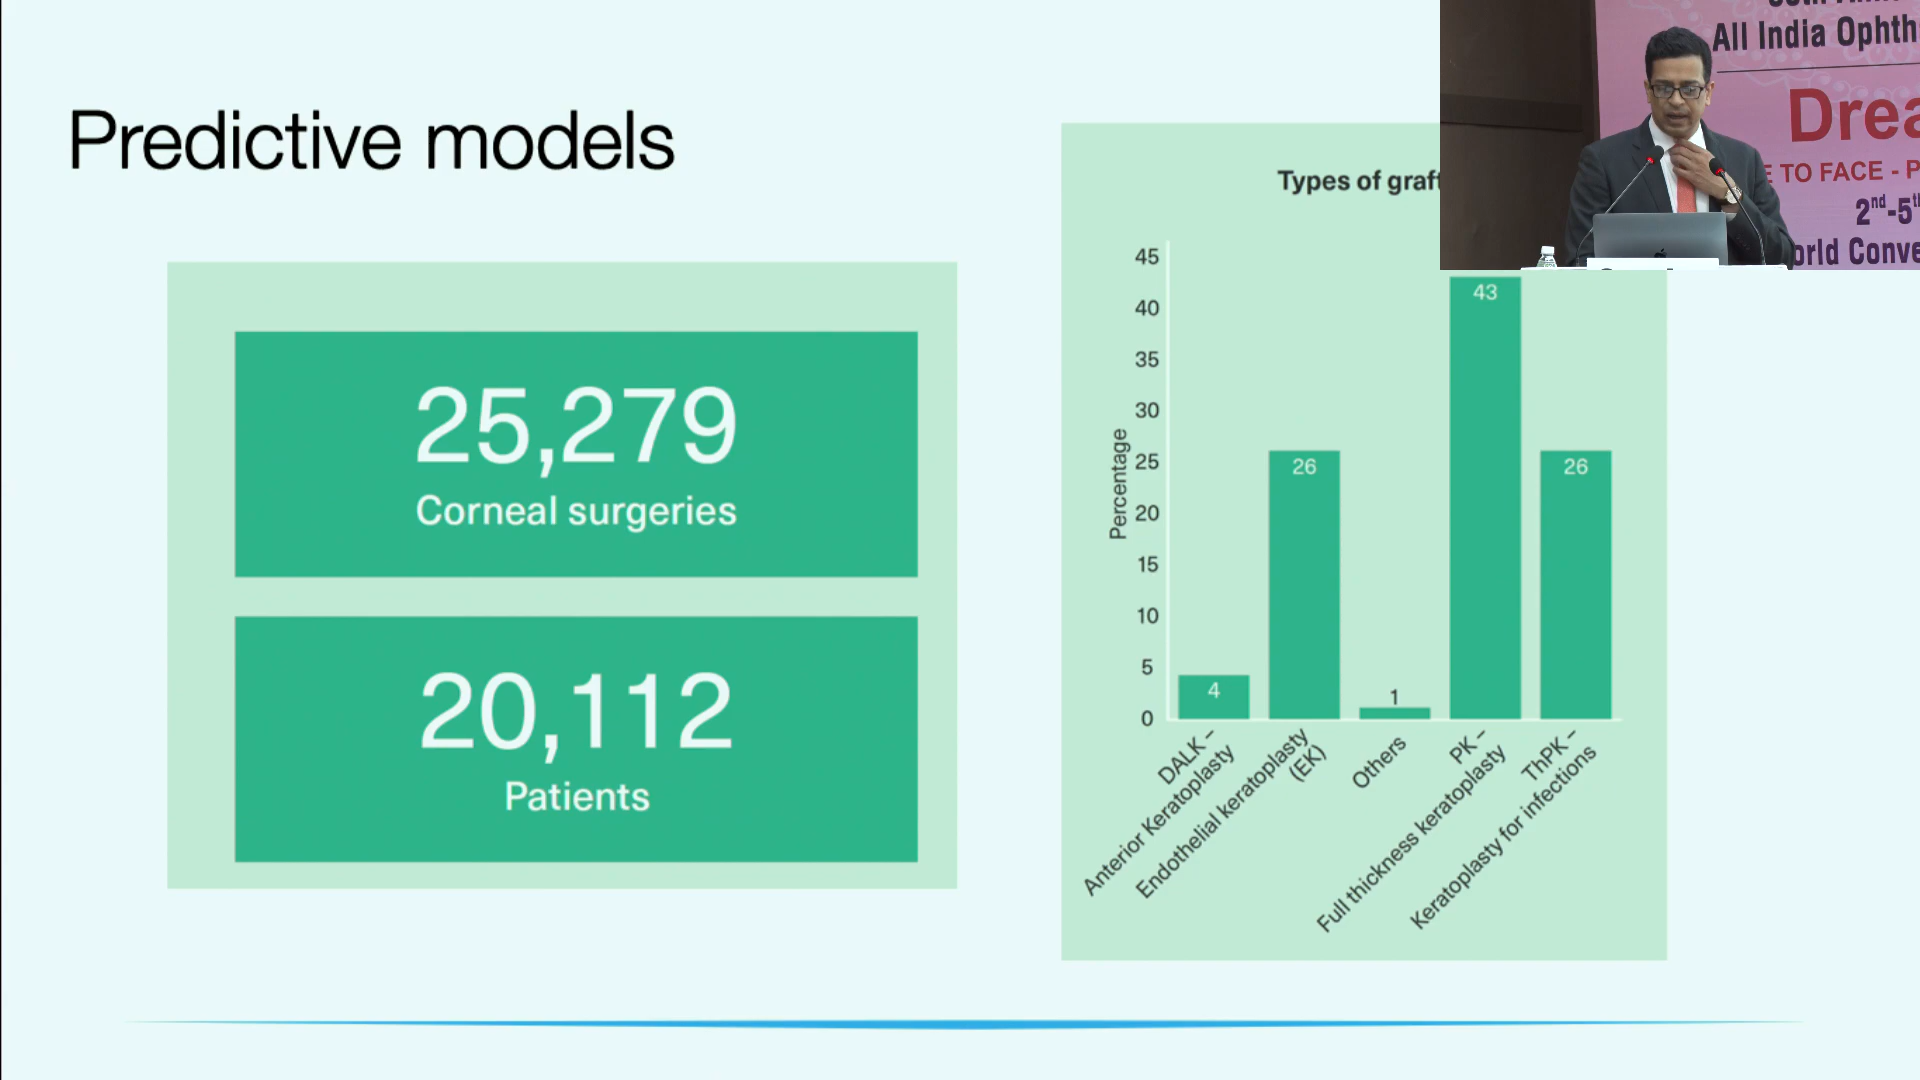 Predictive models
25,279
Corneal surgeries
20,112
Patients
Types of graft
Percentage
45
40
35
30
25
20
15
10
5
0
4
26
1
43
26
DALK –
Anterior Keratoplasty
Endothelial keratoplasty
(EK)
Others
PK –
Full thickness keratoplasty
ThPK –
Keratoplasty for infections
All India Ophth
Drea
E TO FACE - P
2nd-5th
orld Conve